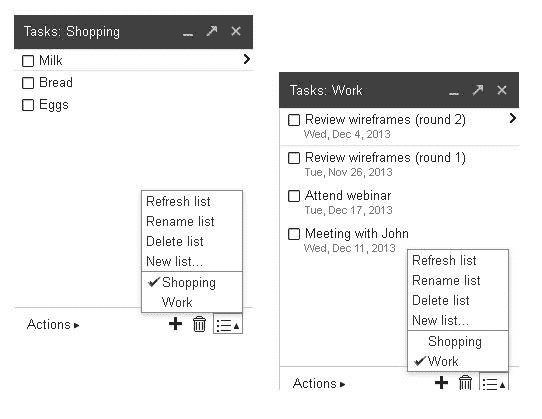 Tasks: Shopping
Milk
Bread
Eggs
Refresh list
Rename list
Delete list
New list...
Shopping
Work
Actions
Tasks: Work
Review wireframes (round 2)
Wed, Dec 4, 2013
Review wireframes (round 1)
Tue, Nov 26, 2013
Attend webinar
Tue, Dec 17, 2013
Meeting with John
Wed, Dec 11, 2013
Refresh list
Rename list
Delete list
New list...
Shopping
Work
Actions